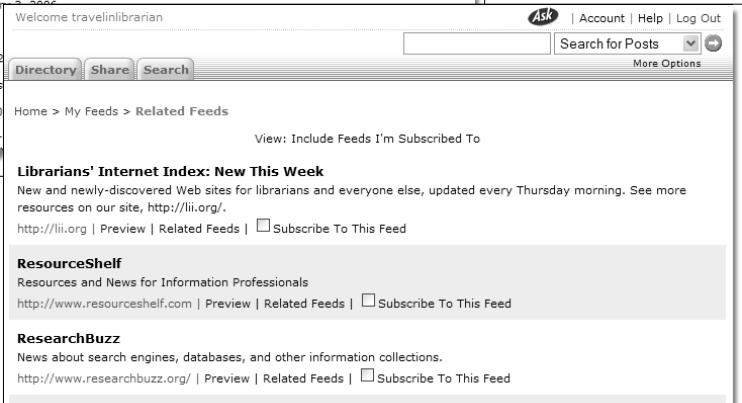 2, 2006
Welcome travelinlibrarian
Ask | Account | Help | Log Out
Search for Posts
More Options
Directory Share Search
Home > My Feeds > Related Feeds
View: Include Feeds I'm Subscribed To
Librarians' Internet Index: New This Week
New and newly-discovered Web sites for librarians and everyone else, updated every Thursday morning. See more
resources on our site, http://lii.org/.
http://lii.org | Preview | Related Feeds | Subscribe To This Feed
ResourceShelf
Resources and News for Information Professionals
http://www.resourceshelf.com | Preview | Related Feeds | Subscribe To This Feed
ResearchBuzz
News about search engines, databases, and other information collections.
http://www.researchbuzz.org/ | Preview | Related Feeds | Subscribe To This Feed